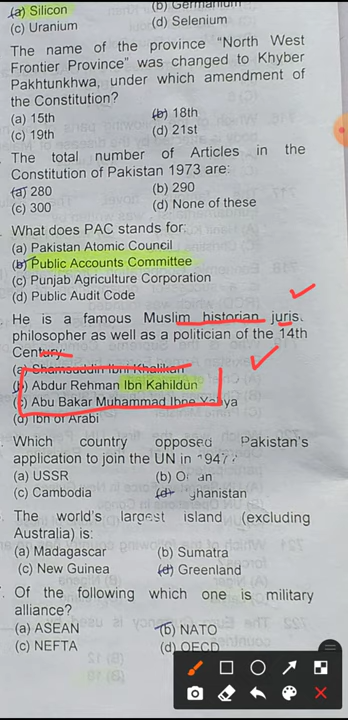 (a) Silicon (b) Germanium
(c) Uranium (d) Selenium
The name of the province "North West
Frontier Province" was changed to Khyber
Pakhtunkhwa, under which amendment of
the Constitution?
(a) 15th (b) 18th
(c) 19th (d) 21st
The total number of Articles in the
Constitution of Pakistan 1973 are:
(a) 280 (b) 290
(c) 300 (d) None of these
What does PAC stands for:
(a) Pakistan Atomic Council
(b) Public Accounts Committee
(c) Punjab Agriculture Corporation
(d) Public Audit Code
He is a famous Muslim historian juris.
philosopher as well as a politician of the 14th
Century:
(a) Shamsuddin Ibni Khalikan
(b) Abdur Rehman Ibn Kahildun
(c) Abu Bakar Muhammad Ibne Yahya
(d) Ibn ol Arabi
Which country opposed Pakistan's
application to join the UN in 1947?
(a) USSR (b)
(c) Cambodia (d) ghanistan
The world's largest island (excluding
Australia) is:
(a) Madagascar (b) Sumatra
(c) New Guinea (d) Greenland
Of the following which one is military
alliance?
(a) ASEAN (b) NATO
(c) NEFTA (d) OECD